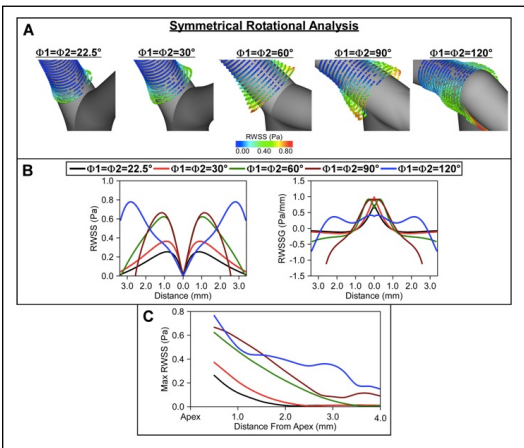 Symmetrical Rotational Analysis
A
Φ1=Φ2=22.5° Φ1=Φ2=30° Φ1=Φ2=60° Φ1=Φ2=90° Φ1=Φ2=120°
RWSS (Pa)
0.00 0.40 0.80
B
Φ1=Φ2=22.5° Φ1=Φ2=30° Φ1=Φ2=60° Φ1=Φ2=90° Φ1=Φ2=120°
RWSS (Pa)
1.0
0.8
0.6
0.4
0.2
0.0
3.0 2.0 1.0 0.0 1.0 2.0 3.0
Distance (mm)
RWSSG (Pa/mm)
1.5
1.0
0.5
0.0
-0.5
-1.0
-1.5
3.0 2.0 1.0 0.0 1.0 2.0 3.0
Distance (mm)
C
Max RWSS (Pa)
0.8
0.6
0.4
0.2
0.0
Apex 1.0 2.0 3.0 4.0
Distance From Apex (mm)